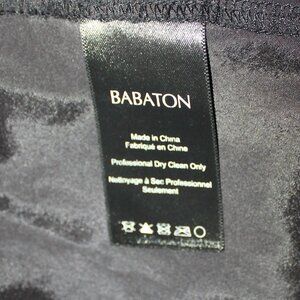 BABATON
Made in China
Fabriqué en Chine
Professional Dry Clean Only
Nettoyage à Sec Professionnel
Seulement